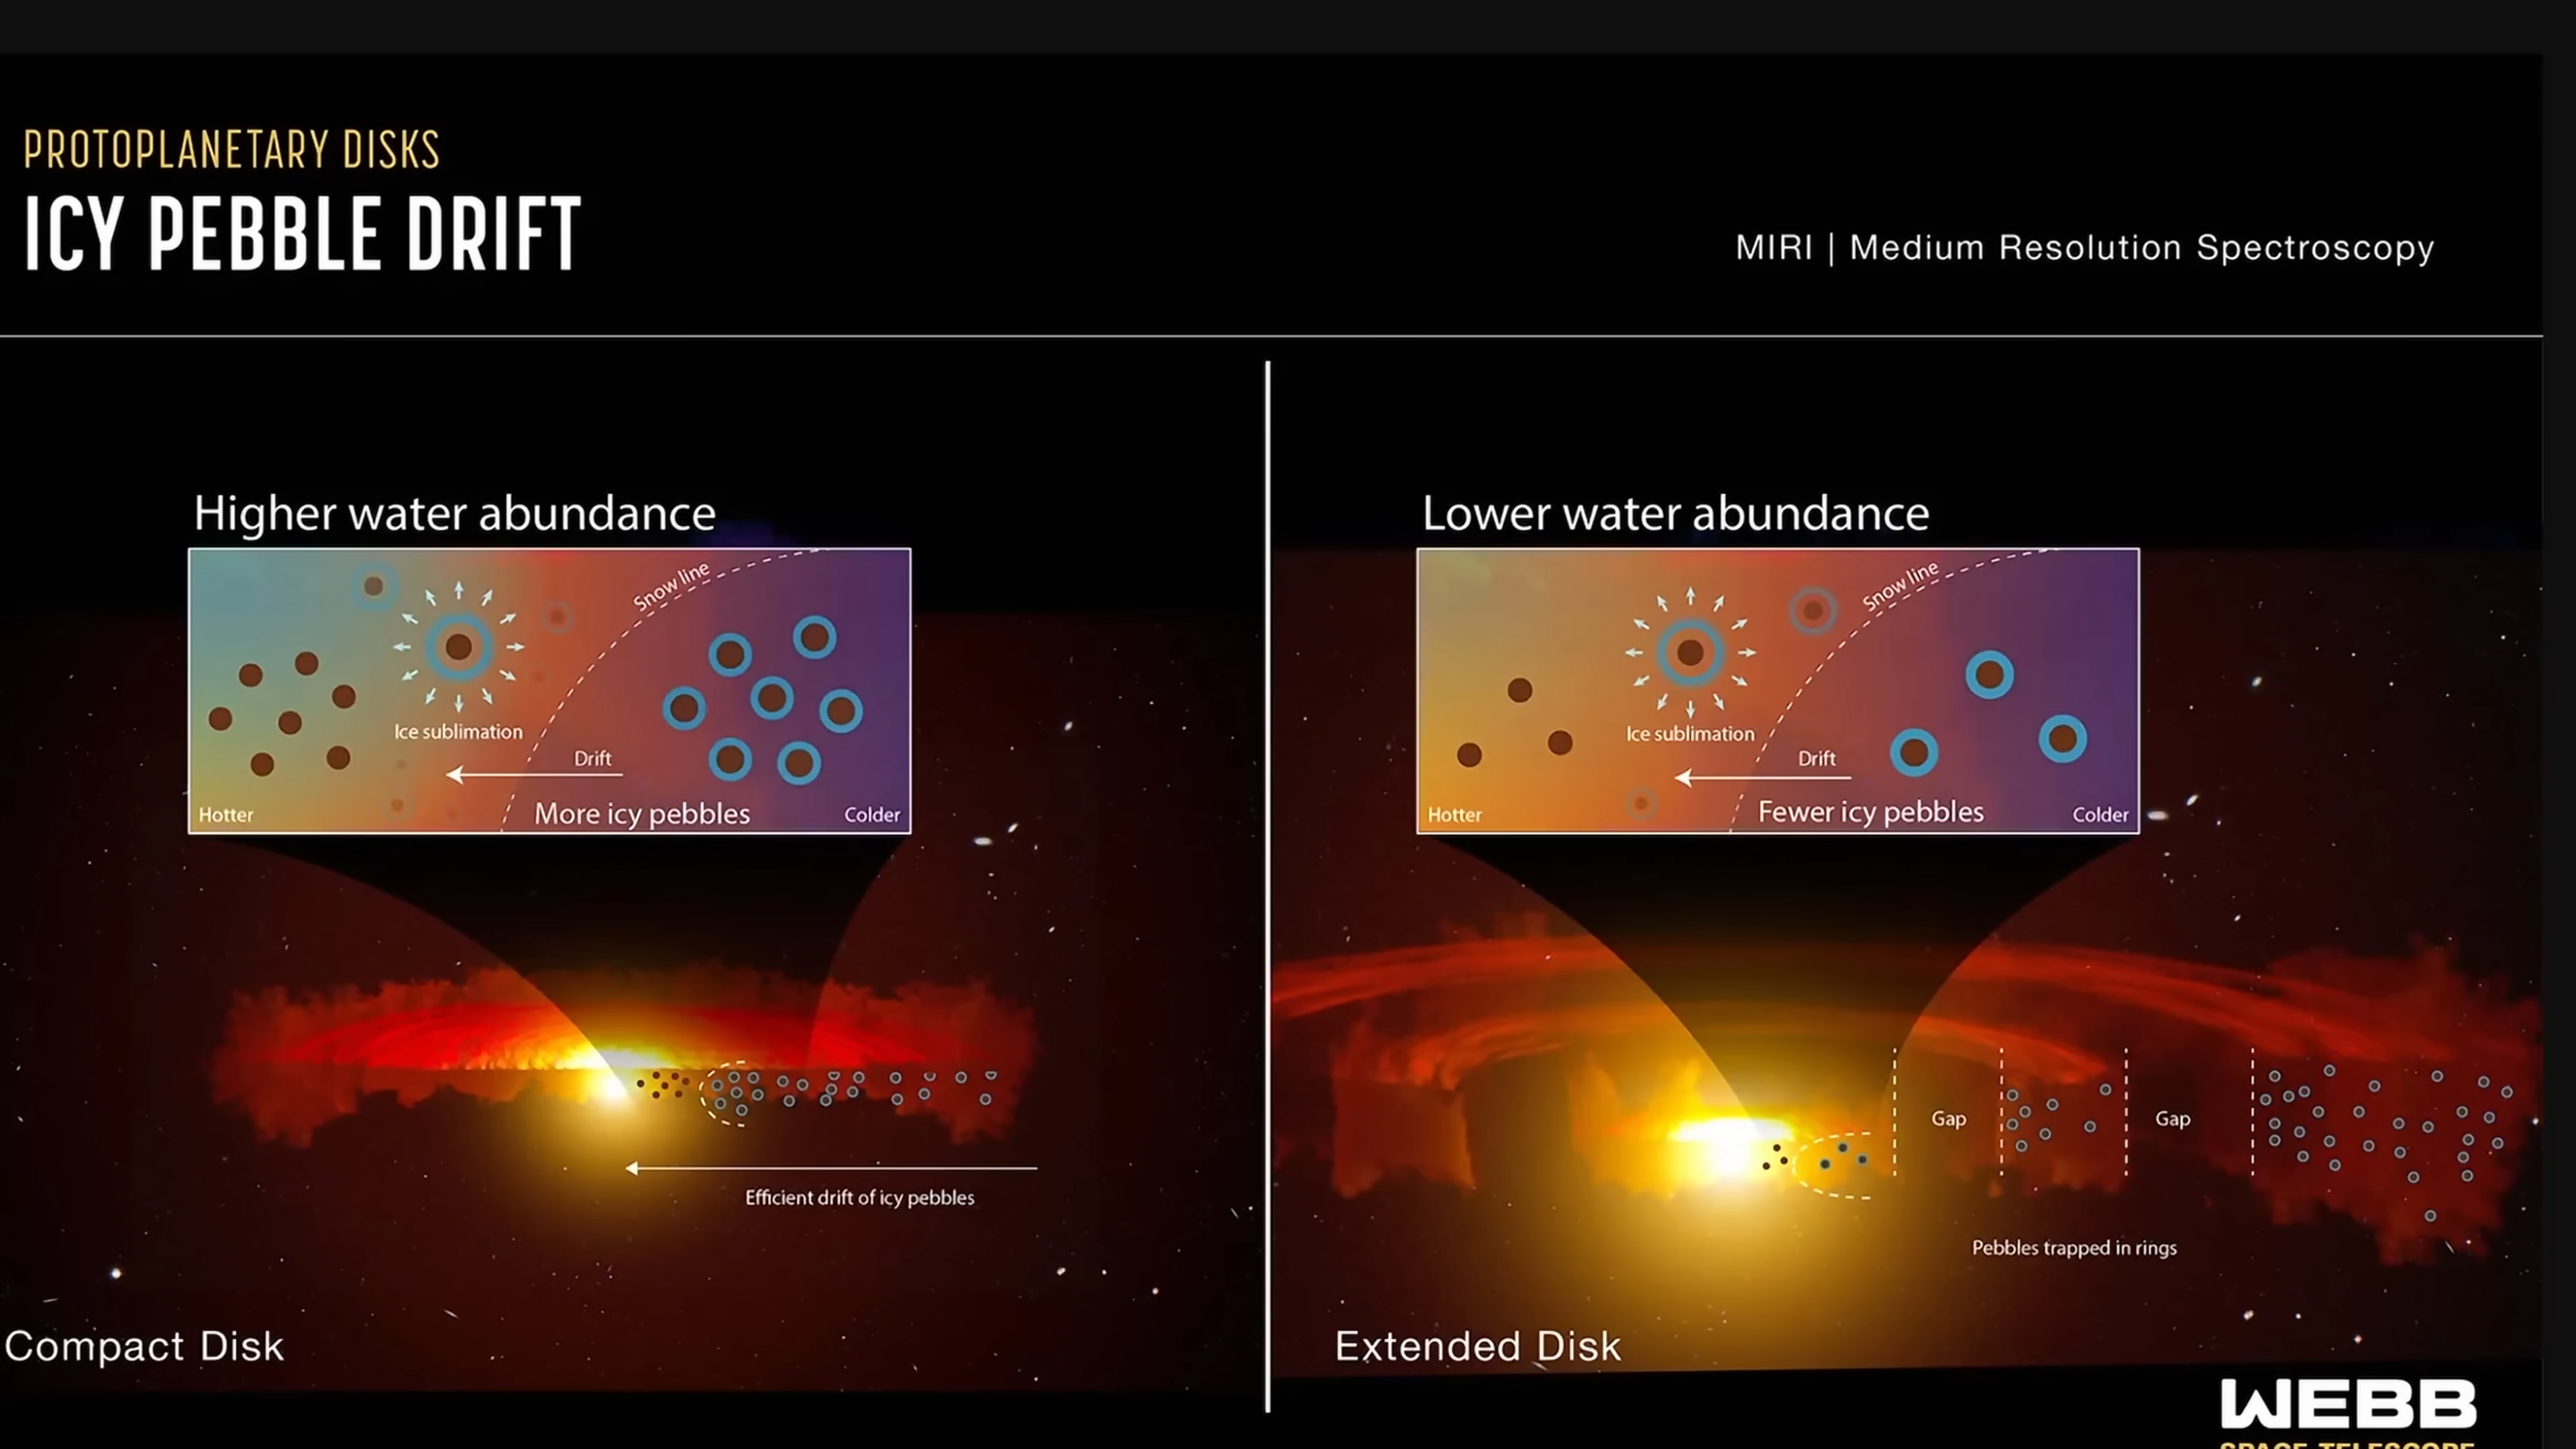 PROTOPLANETARY DISKS
ICY PEBBLE DRIFT
MIRI | Medium Resolution Spectroscopy
Higher water abundance
Snow line
Ice sublimation
Drift
More icy pebbles
Hotter
Colder
Efficient drift of icy pebbles
Compact Disk
Lower water abundance
Snow line
Ice sublimation
Drift
Fewer icy pebbles
Hotter
Colder
Gap
Gap
Pebbles trapped in rings
Extended Disk
WEBB
SPACE TELESCOPE